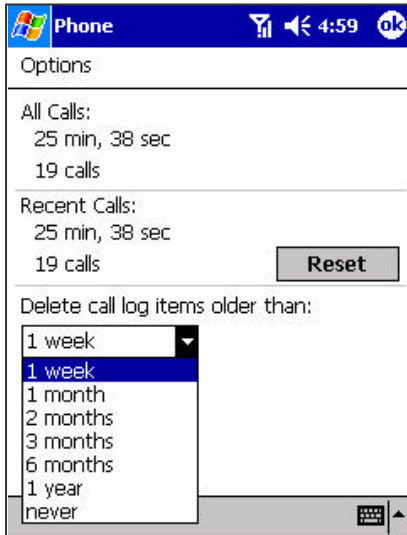 Phone 4:59 ok
Options
All Calls:
25 min, 38 sec
19 calls
Recent Calls:
25 min, 38 sec
19 calls Reset
Delete call log items older than:
1 week
1 week
1 month
2 months
3 months
6 months
1 year
never